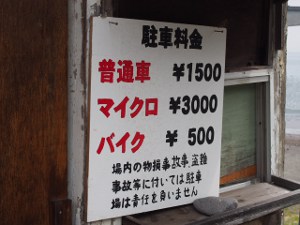 駐車料金
普通車 ¥1500
マイクロ ¥3000
バイク ¥ 500
場内の物損事故事、盗難
事故等に付いては駐車
場は責任を負いません